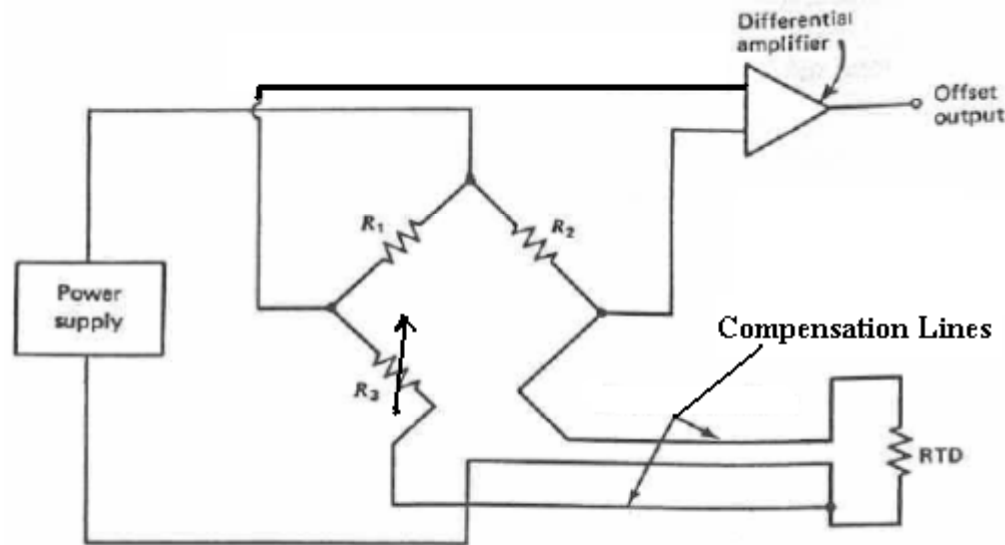 Differential
amplifier
Offset
output
R₁
R₂
Power
supply
Compensation Lines
R₃
RTD